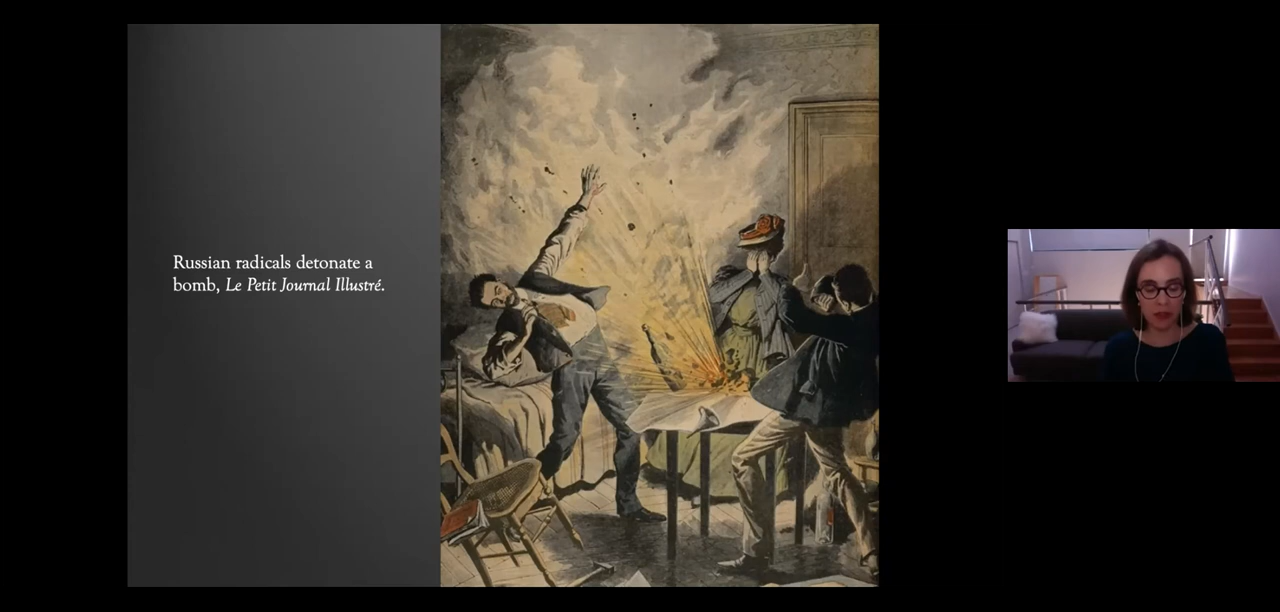 Russian radicals detonate a
bomb, Le Petit Journal Illustré.